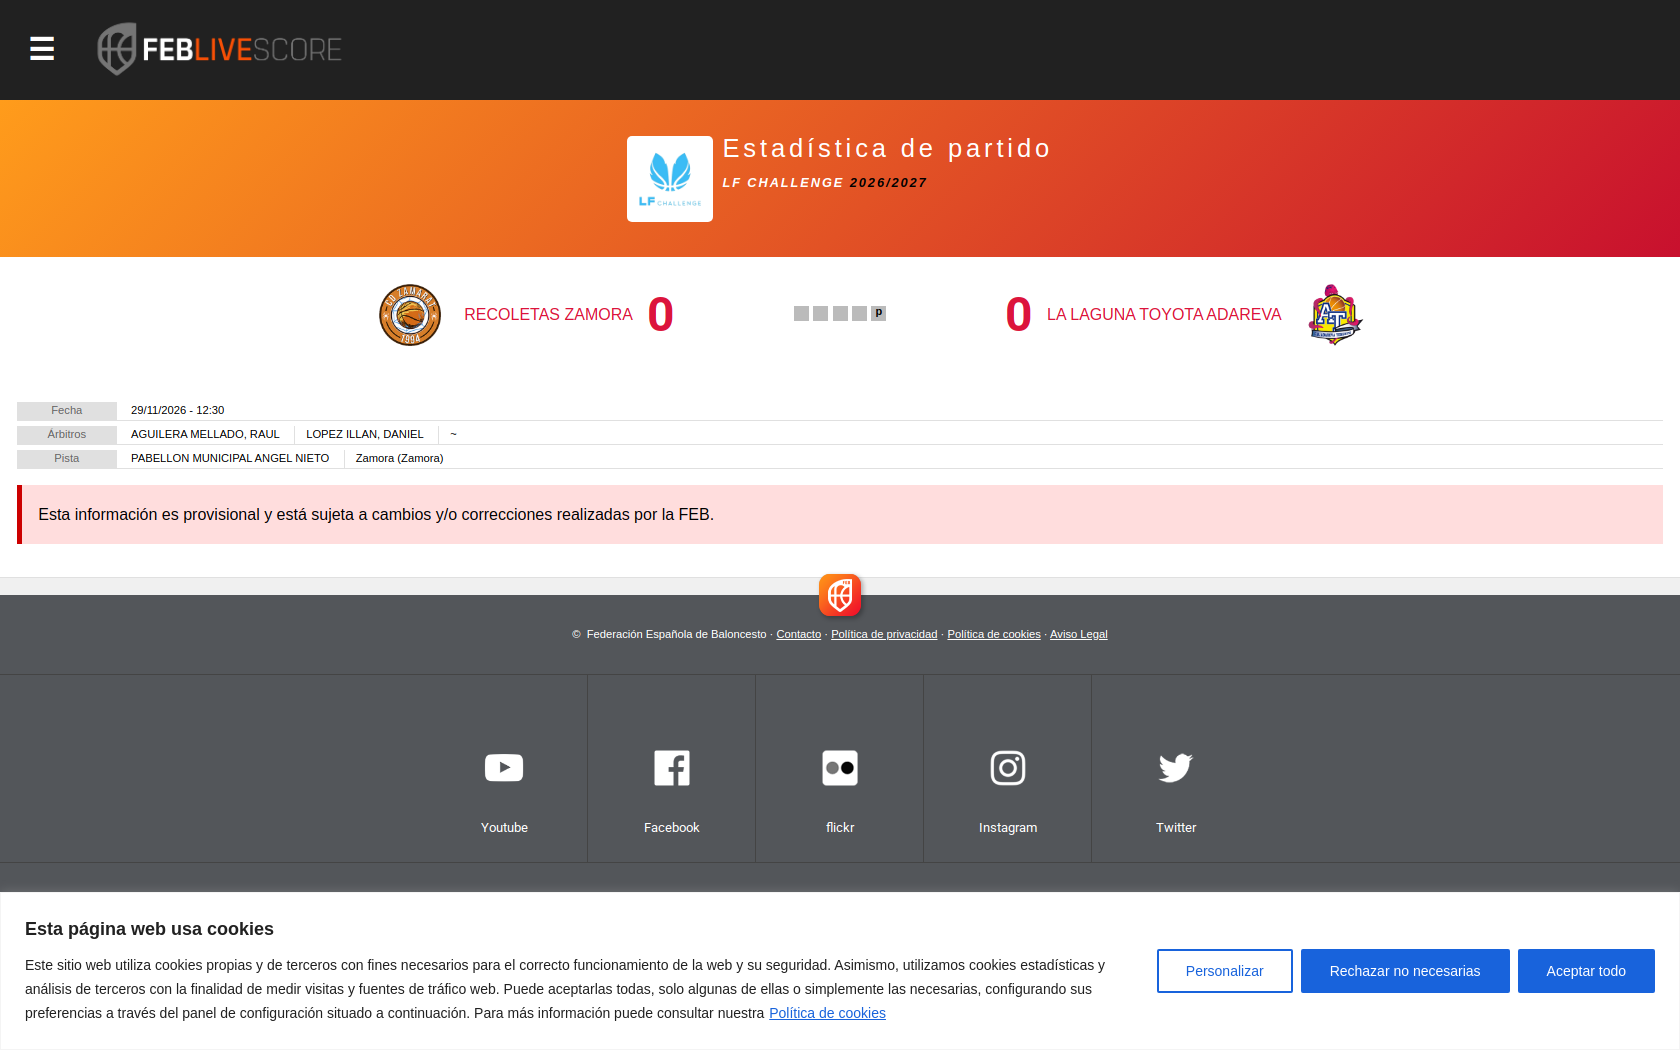 ☰ FEBLIVESCORE
Estadística de partido
LF CHALLENGE
LF CHALLENGE 2026/2027
CD ZAMARAT
1994
RECOLETAS ZAMORA 0
p
0 LA LAGUNA TOYOTA ADAREVA
AT
Fecha 29/11/2026 - 12:30
Árbitros AGUILERA MELLADO, RAUL LOPEZ ILLAN, DANIEL ~
Pista PABELLON MUNICIPAL ANGEL NIETO Zamora (Zamora)
Esta información es provisional y está sujeta a cambios y/o correcciones realizadas por la FEB.
FEB
© Federación Española de Baloncesto · Contacto · Política de privacidad · Política de cookies · Aviso Legal
Youtube Facebook flickr Instagram Twitter
Esta página web usa cookies
Este sitio web utiliza cookies propias y de terceros con fines necesarios para el correcto funcionamiento de la web y su seguridad. Asimismo, utilizamos cookies estadísticas y
análisis de terceros con la finalidad de medir visitas y fuentes de tráfico web. Puede aceptarlas todas, solo algunas de ellas o simplemente las necesarias, configurando sus
preferencias a través del panel de configuración situado a continuación. Para más información puede consultar nuestra Política de cookies
Personalizar Rechazar no necesarias Aceptar todo